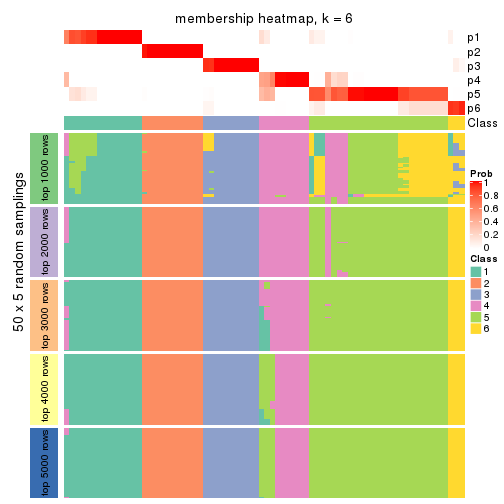 membership heatmap, k = 6
p1
p2
p3
p4
p5
p6
Class
50 x 5 random samplings
top 1000 rows
top 2000 rows
top 3000 rows
top 4000 rows
top 5000 rows
Prob
1
0.8
0.6
0.4
0.2
0
Class
1
2
3
4
5
6